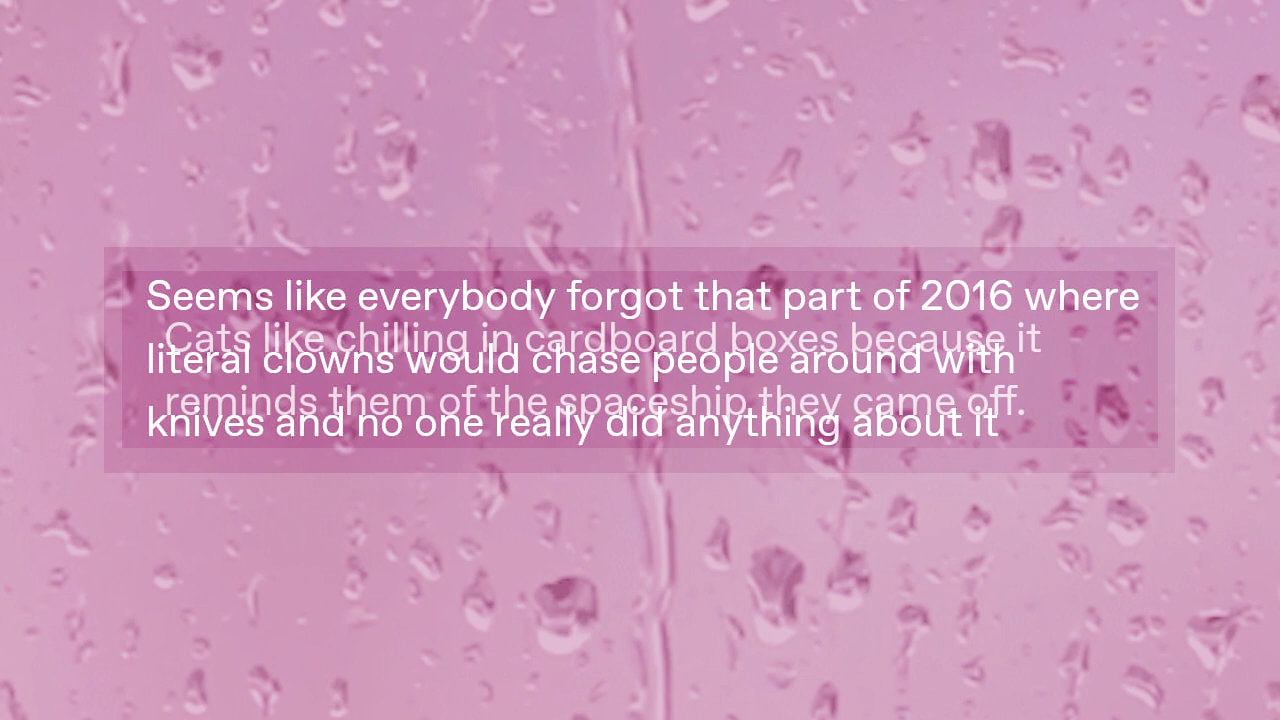 Seems like everybody forgot that part of 2016 where
literal clowns would chase people around with
knives and no one really did anything about it
Cats like chilling in cardboard boxes because it
reminds them of the spaceship they came off.